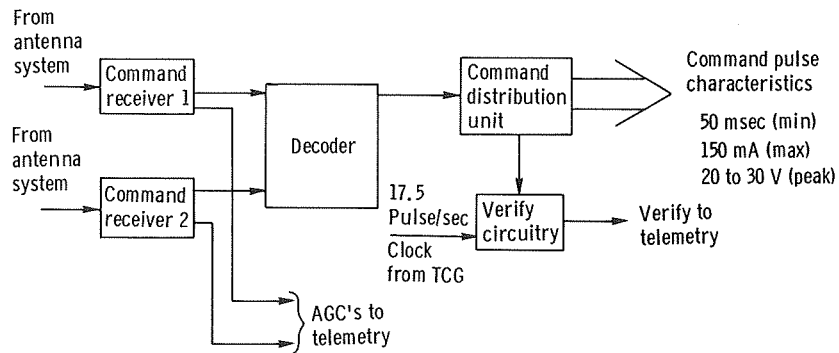 From
antenna
system
Command
receiver 1
From
antenna
system
Command
receiver 2
Decoder
Command
distribution
unit
Command pulse
characteristics
50 msec (min)
150 mA (max)
20 to 30 V (peak)
17.5
Pulse/sec
Clock
from TCG
Verify
circuitry
Verify to
telemetry
AGC's to
telemetry